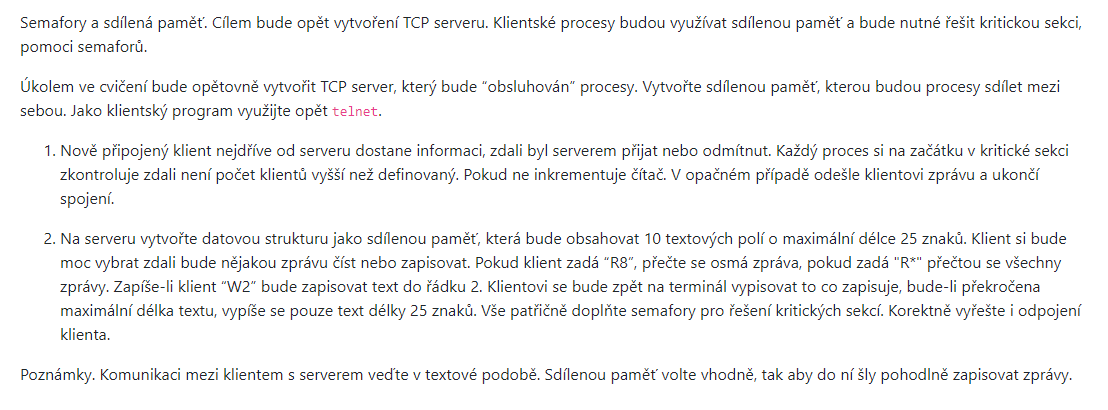 Semafory a sdílená paměť. Cílem bude opět vytvoření TCP serveru. Klientské procesy budou využívat sdílenou paměť a bude nutné řešit kritickou sekci,
pomoci semaforů.
Úkolem ve cvičení bude opětovně vytvořit TCP server, který bude “obsluhován” procesy. Vytvořte sdílenou paměť, kterou budou procesy sdílet mezi
sebou. Jako klientský program využijte opět telnet.
1. Nově připojený klient nejdříve od serveru dostane informaci, zdali byl serverem přijat nebo odmítnut. Každý proces si na začátku v kritické sekci
zkontroluje zdali není počet klientů vyšší než definovaný. Pokud ne inkrementuje čítač. V opačném případě odešle klientovi zprávu a ukončí
spojení.
2. Na serveru vytvořte datovou strukturu jako sdílenou paměť, která bude obsahovat 10 textových polí o maximální délce 25 znaků. Klient si bude
moc vybrat zdali bude nějakou zprávu číst nebo zapisovat. Pokud klient zadá “R8”, přečte se osmá zpráva, pokud zadá "R*" přečtou se všechny
zprávy. Zapíše-li klient “W2” bude zapisovat text do řádku 2. Klientovi se bude zpět na terminál vypisovat to co zapisuje, bude-li překročena
maximální délka textu, vypíše se pouze text délky 25 znaků. Vše patřičně doplňte semafory pro řešení kritických sekcí. Korektně vyřešte i odpojení
klienta.
Poznámky. Komunikaci mezi klientem s serverem veďte v textové podobě. Sdílenou paměť volte vhodně, tak aby do ní šly pohodlně zapisovat zprávy.